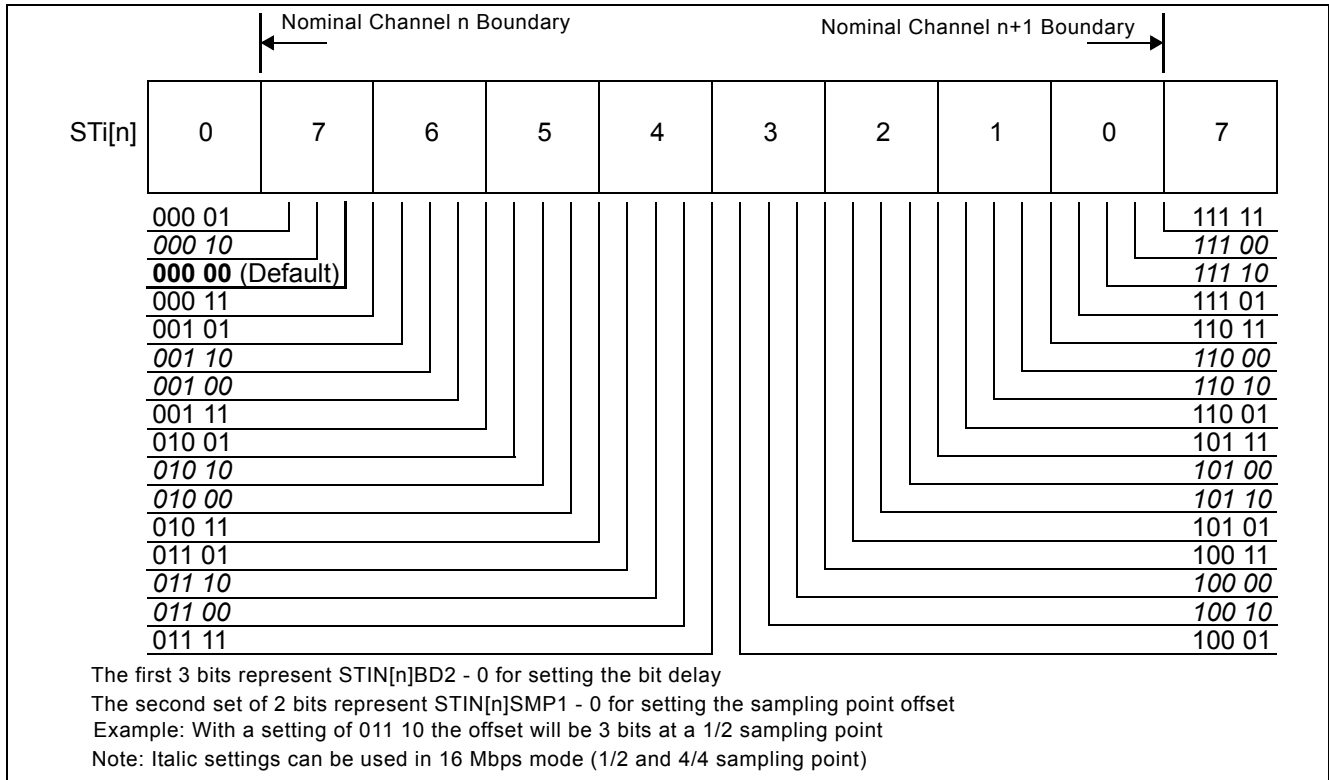 Nominal Channel n Boundary
Nominal Channel n+1 Boundary
STi[n] 0 7 6 5 4 3 2 1 0 7
000 01 111 11
000 10 111 00
000 00 (Default) 111 10
000 11 111 01
001 01 110 11
001 10 110 00
001 00 110 10
001 11 110 01
010 01 101 11
010 10 101 00
010 00 101 10
010 11 101 01
011 01 100 11
011 10 100 00
011 00 100 10
011 11 100 01
The first 3 bits represent STIN[n]BD2 - 0 for setting the bit delay
The second set of 2 bits represent STIN[n]SMP1 - 0 for setting the sampling point offset
Example: With a setting of 011 10 the offset will be 3 bits at a 1/2 sampling point
Note: Italic settings can be used in 16 Mbps mode (1/2 and 4/4 sampling point)